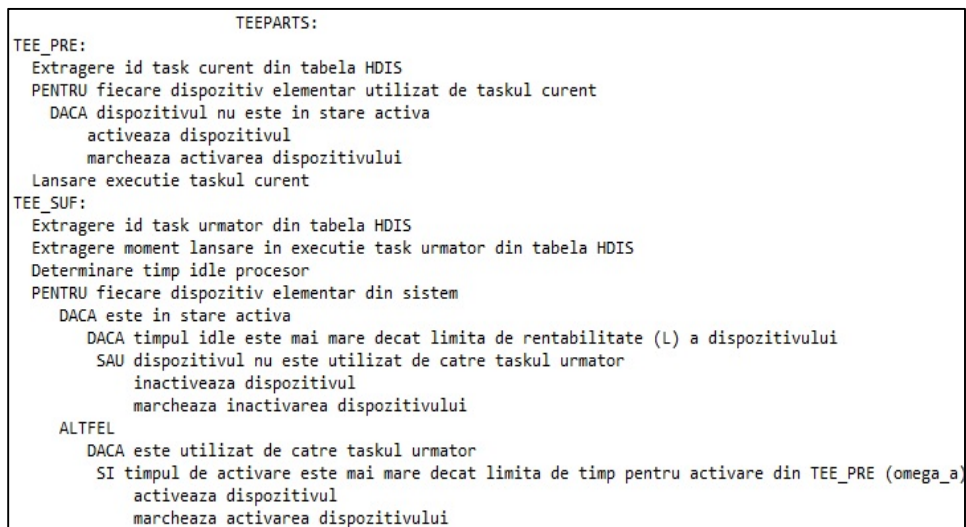 TEEPARTS:
TEE_PRE:
Extragere id task curent din tabela HDIS
PENTRU fiecare dispozitiv elementar utilizat de taskul curent
DACA dispozitivul nu este in stare activa
activeaza dispozitivul
marcheaza activarea dispozitivului
Lansare executie taskul curent
TEE_SUF:
Extragere id task urmator din tabela HDIS
Extragere moment lansare in executie task urmator din tabela HDIS
Determinare timp idle procesor
PENTRU fiecare dispozitiv elementar din sistem
DACA este in stare activa
DACA timpul idle este mai mare decat limita de rentabilitate (L) a dispozitivului
SAU dispozitivul nu este utilizat de catre taskul urmator
inactiveaza dispozitivul
marcheaza inactivarea dispozitivului
ALTFEL
DACA este utilizat de catre taskul urmator
SI timpul de activare este mai mare decat limita de timp pentru activare din TEE_PRE (omega_a)
activeaza dispozitivul
marcheaza activarea dispozitivului